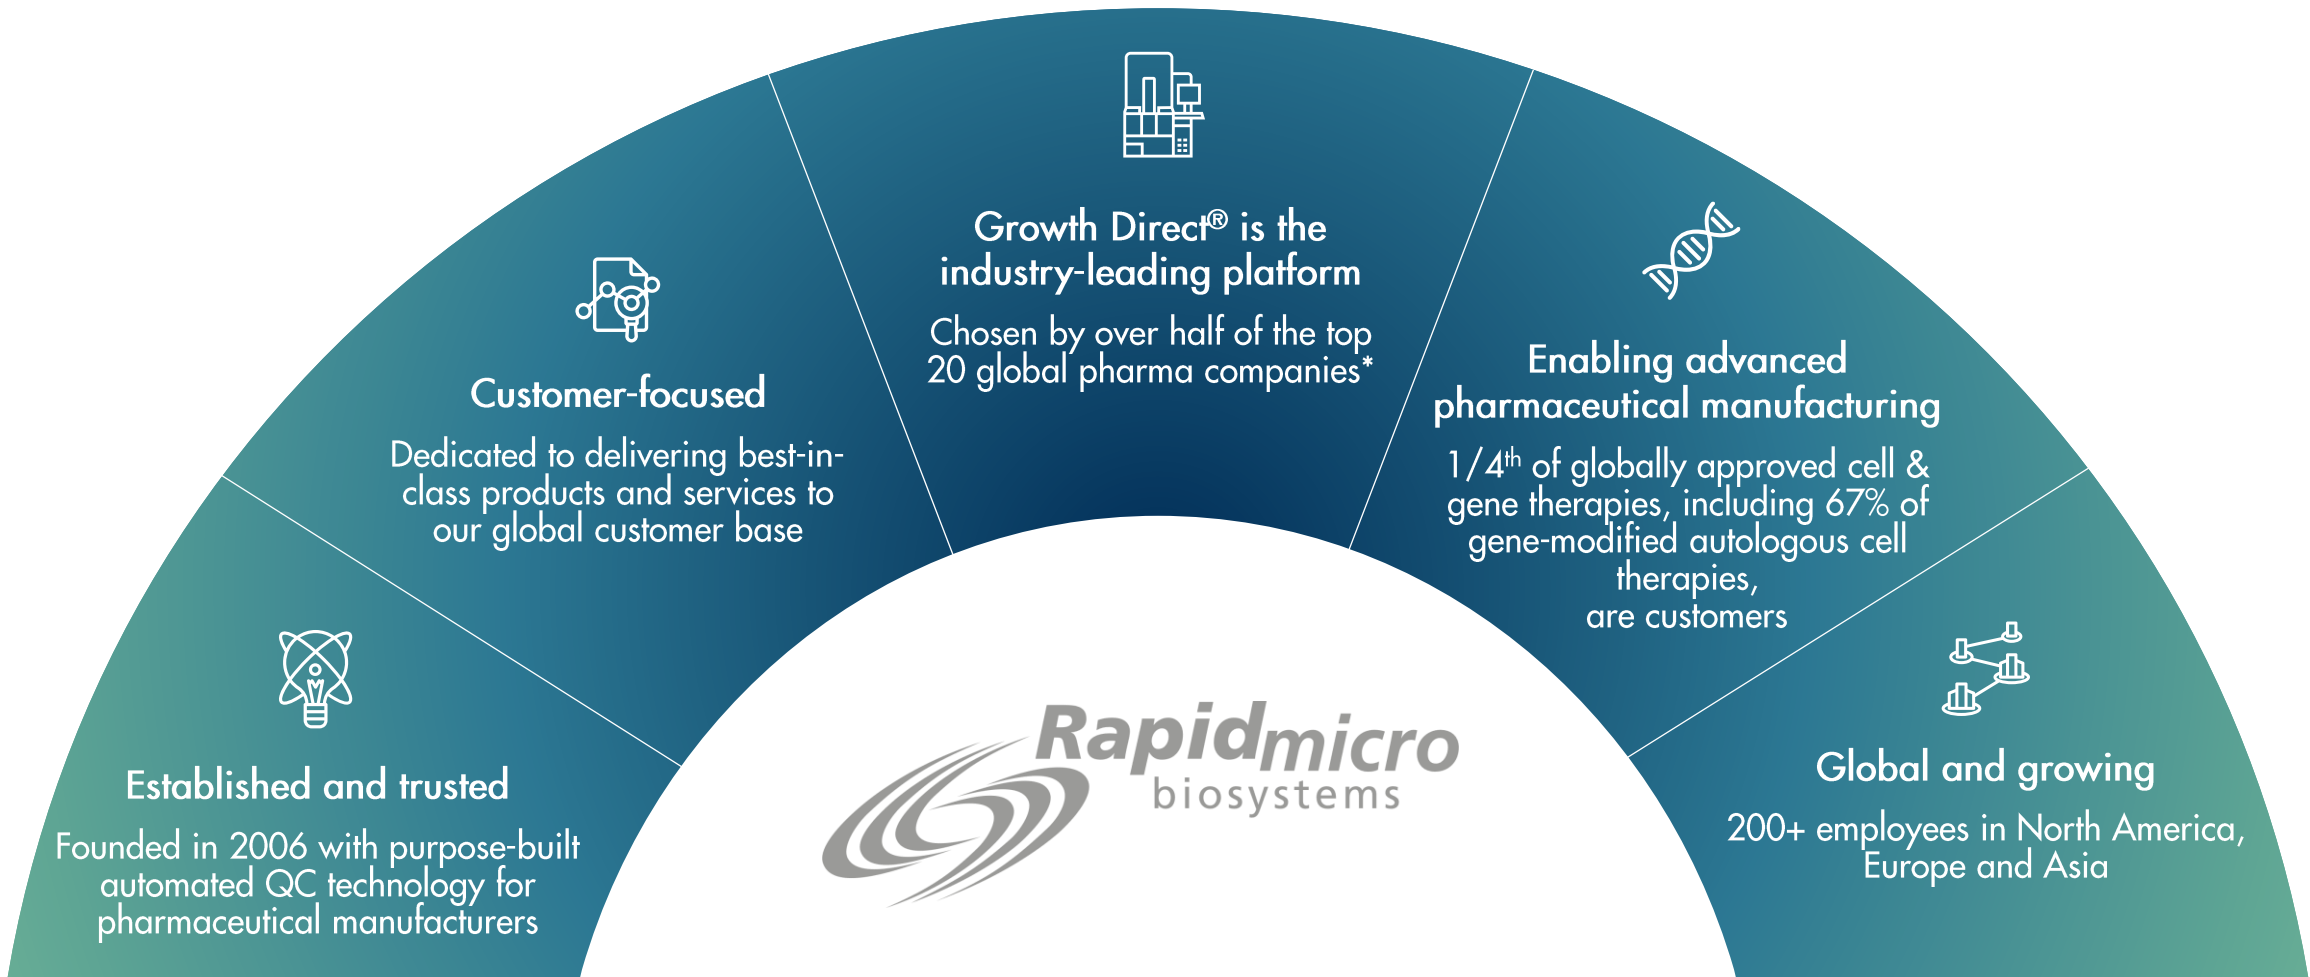 Established and trusted
Founded in 2006 with purpose-built
automated QC technology for
pharmaceutical manufacturers
Customer-focused
Dedicated to delivering best-in-
class products and services to
our global customer base
Growth Direct® is the
industry-leading platform
Chosen by over half of the top
20 global pharma companies*
Enabling advanced
pharmaceutical manufacturing
1/4th of globally approved cell &
gene therapies, including 67% of
gene-modified autologous cell
therapies,
are customers
Global and growing
200+ employees in North America,
Europe and Asia
Rapidmicro
biosystems